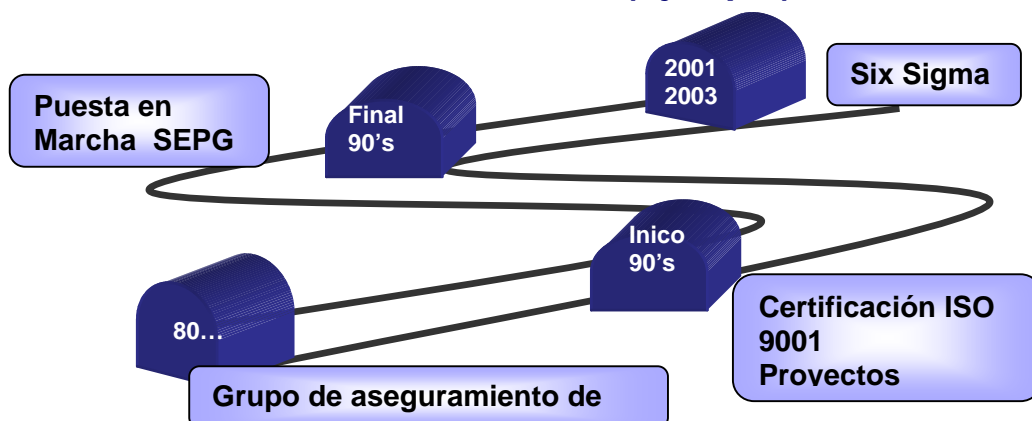 2001
2003
Six Sigma
Puesta en
Marcha SEPG
Final
90's
Inico
90's
Certificación ISO
9001
Proyectos
80...
Grupo de aseguramiento de